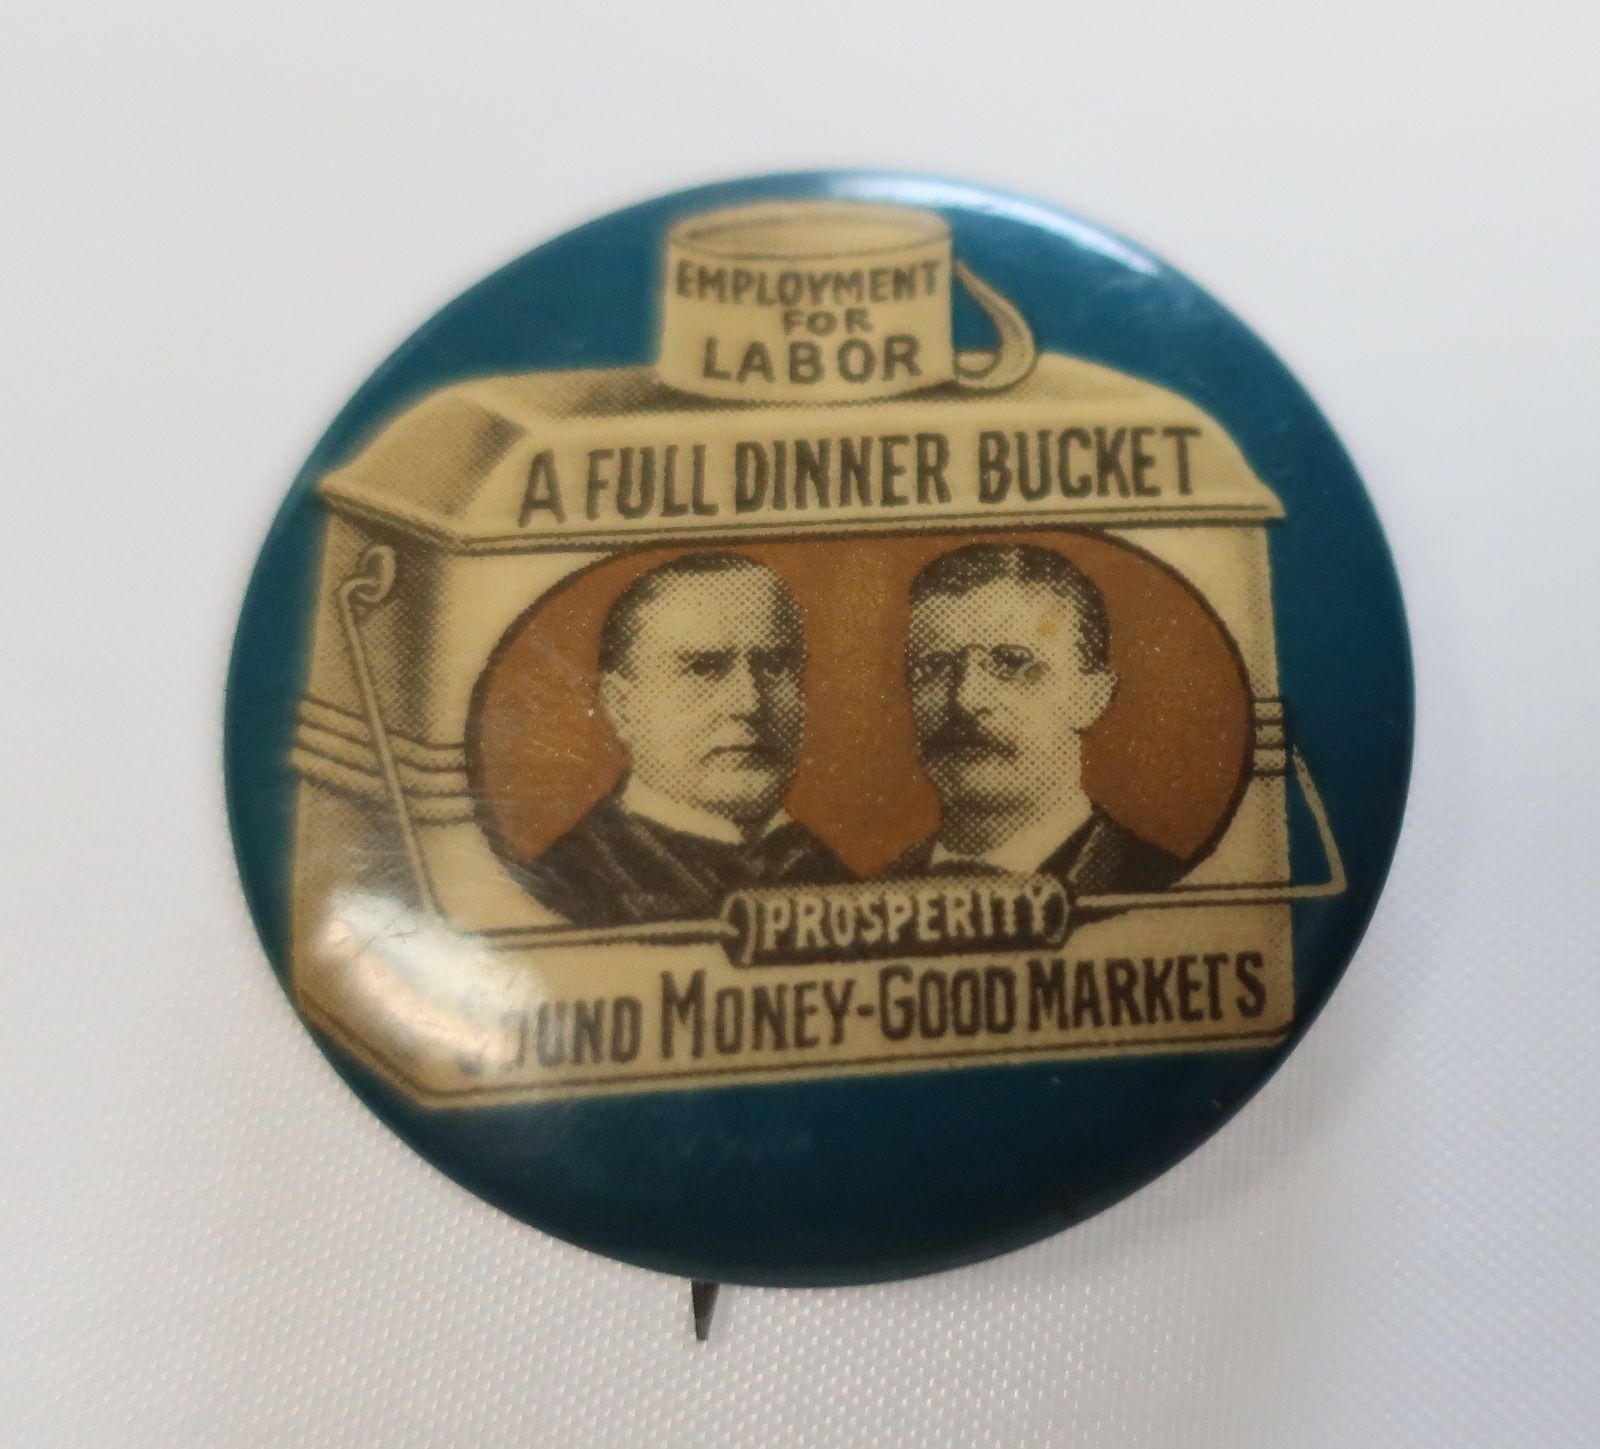 EMPLOYMENT
FOR
LABOR
A FULL DINNER BUCKET
PROSPERITY
SOUND MONEY-GOOD MARKETS